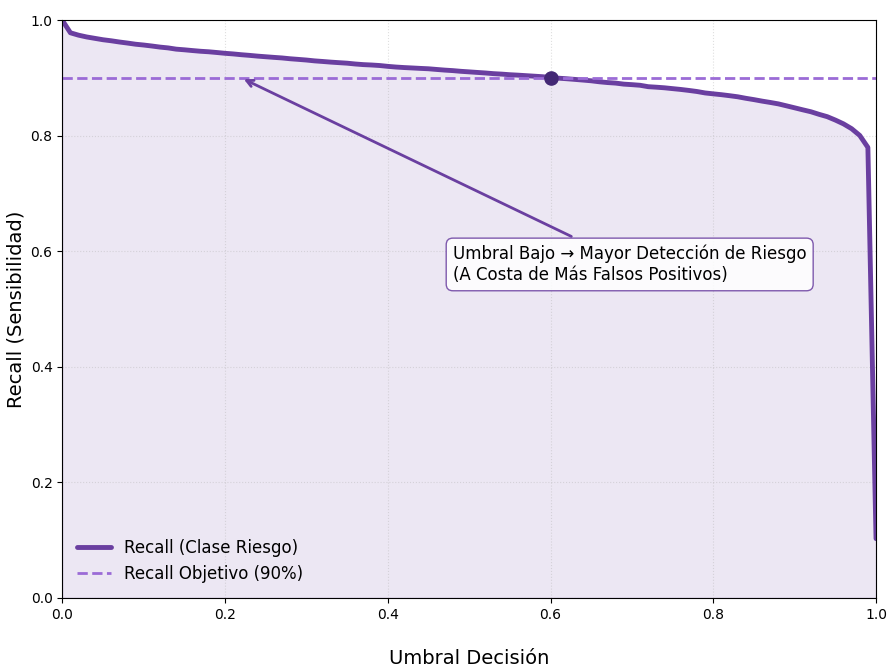 1.0
0.8
0.6
0.4
0.2
0.0
Recall (Sensibilidad)
Umbral Bajo → Mayor Detección de Riesgo
(A Costa de Más Falsos Positivos)
Recall (Clase Riesgo)
Recall Objetivo (90%)
0.0 0.2 0.4 0.6 0.8 1.0
Umbral Decisión